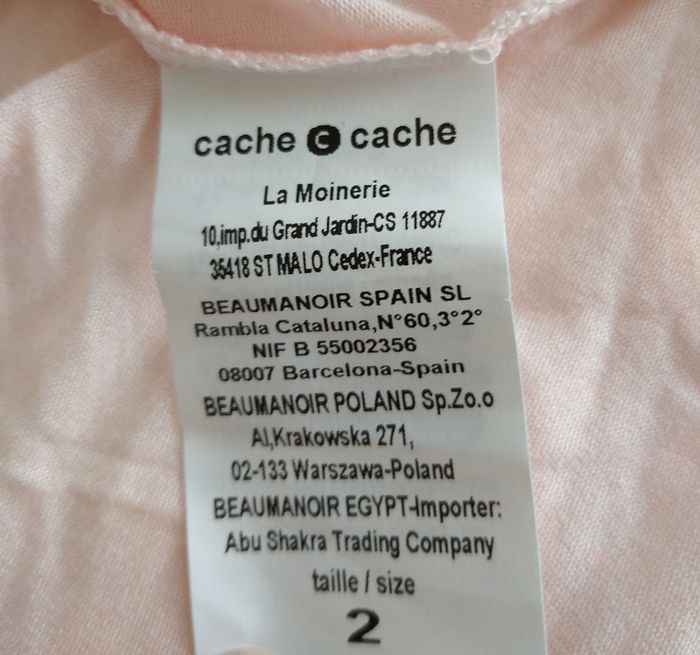 cache c cache
La Moinerie
10,imp.du Grand Jardin-CS 11887
35418 ST MALO Cedex-France
BEAUMANOIR SPAIN SL
Rambla Cataluna,N°60,3°2°
NIF B 55002356
08007 Barcelona-Spain
BEAUMANOIR POLAND Sp.Zo.o
Al,Krakowska 271,
02-133 Warszawa-Poland
BEAUMANOIR EGYPT-Importer:
Abu Shakra Trading Company
taille / size
2